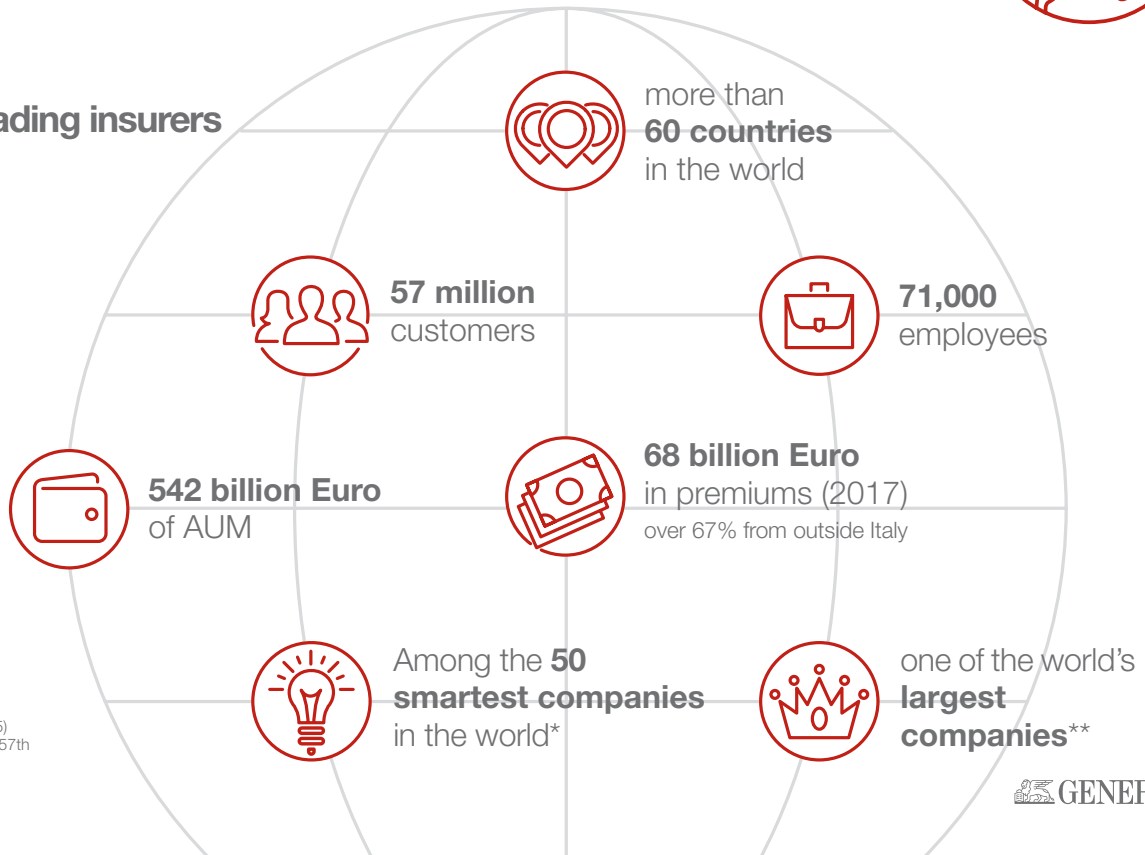 ading insurers
more than
60 countries
in the world
57 million
customers
71,000
employees
542 billion Euro
of AUM
68 billion Euro
in premiums (2017)
over 67% from outside Italy
Among the 50
smartest companies
in the world*
one of the world's
largest
companies**
5)
57th
GENER